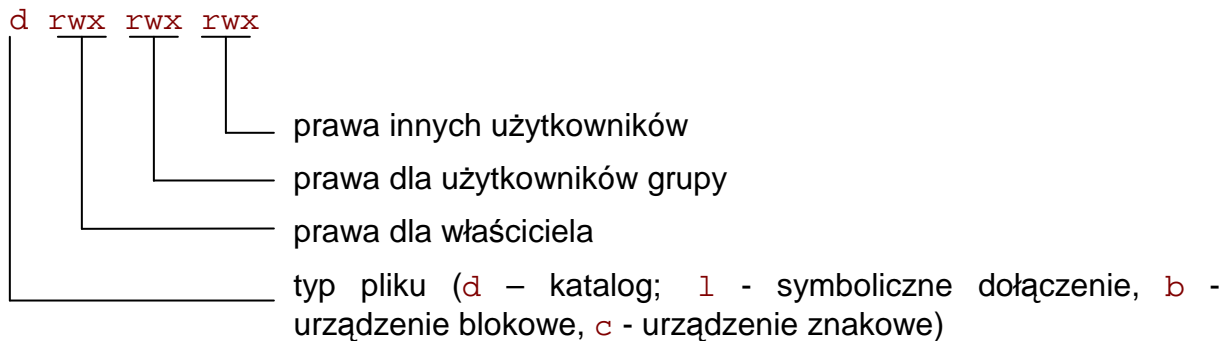 d rwx rwx rwx
prawa innych użytkowników
prawa dla użytkowników grupy
prawa dla właściciela
typ pliku (d – katalog; l - symboliczne dołączenie, b -
urządzenie blokowe, c - urządzenie znakowe)